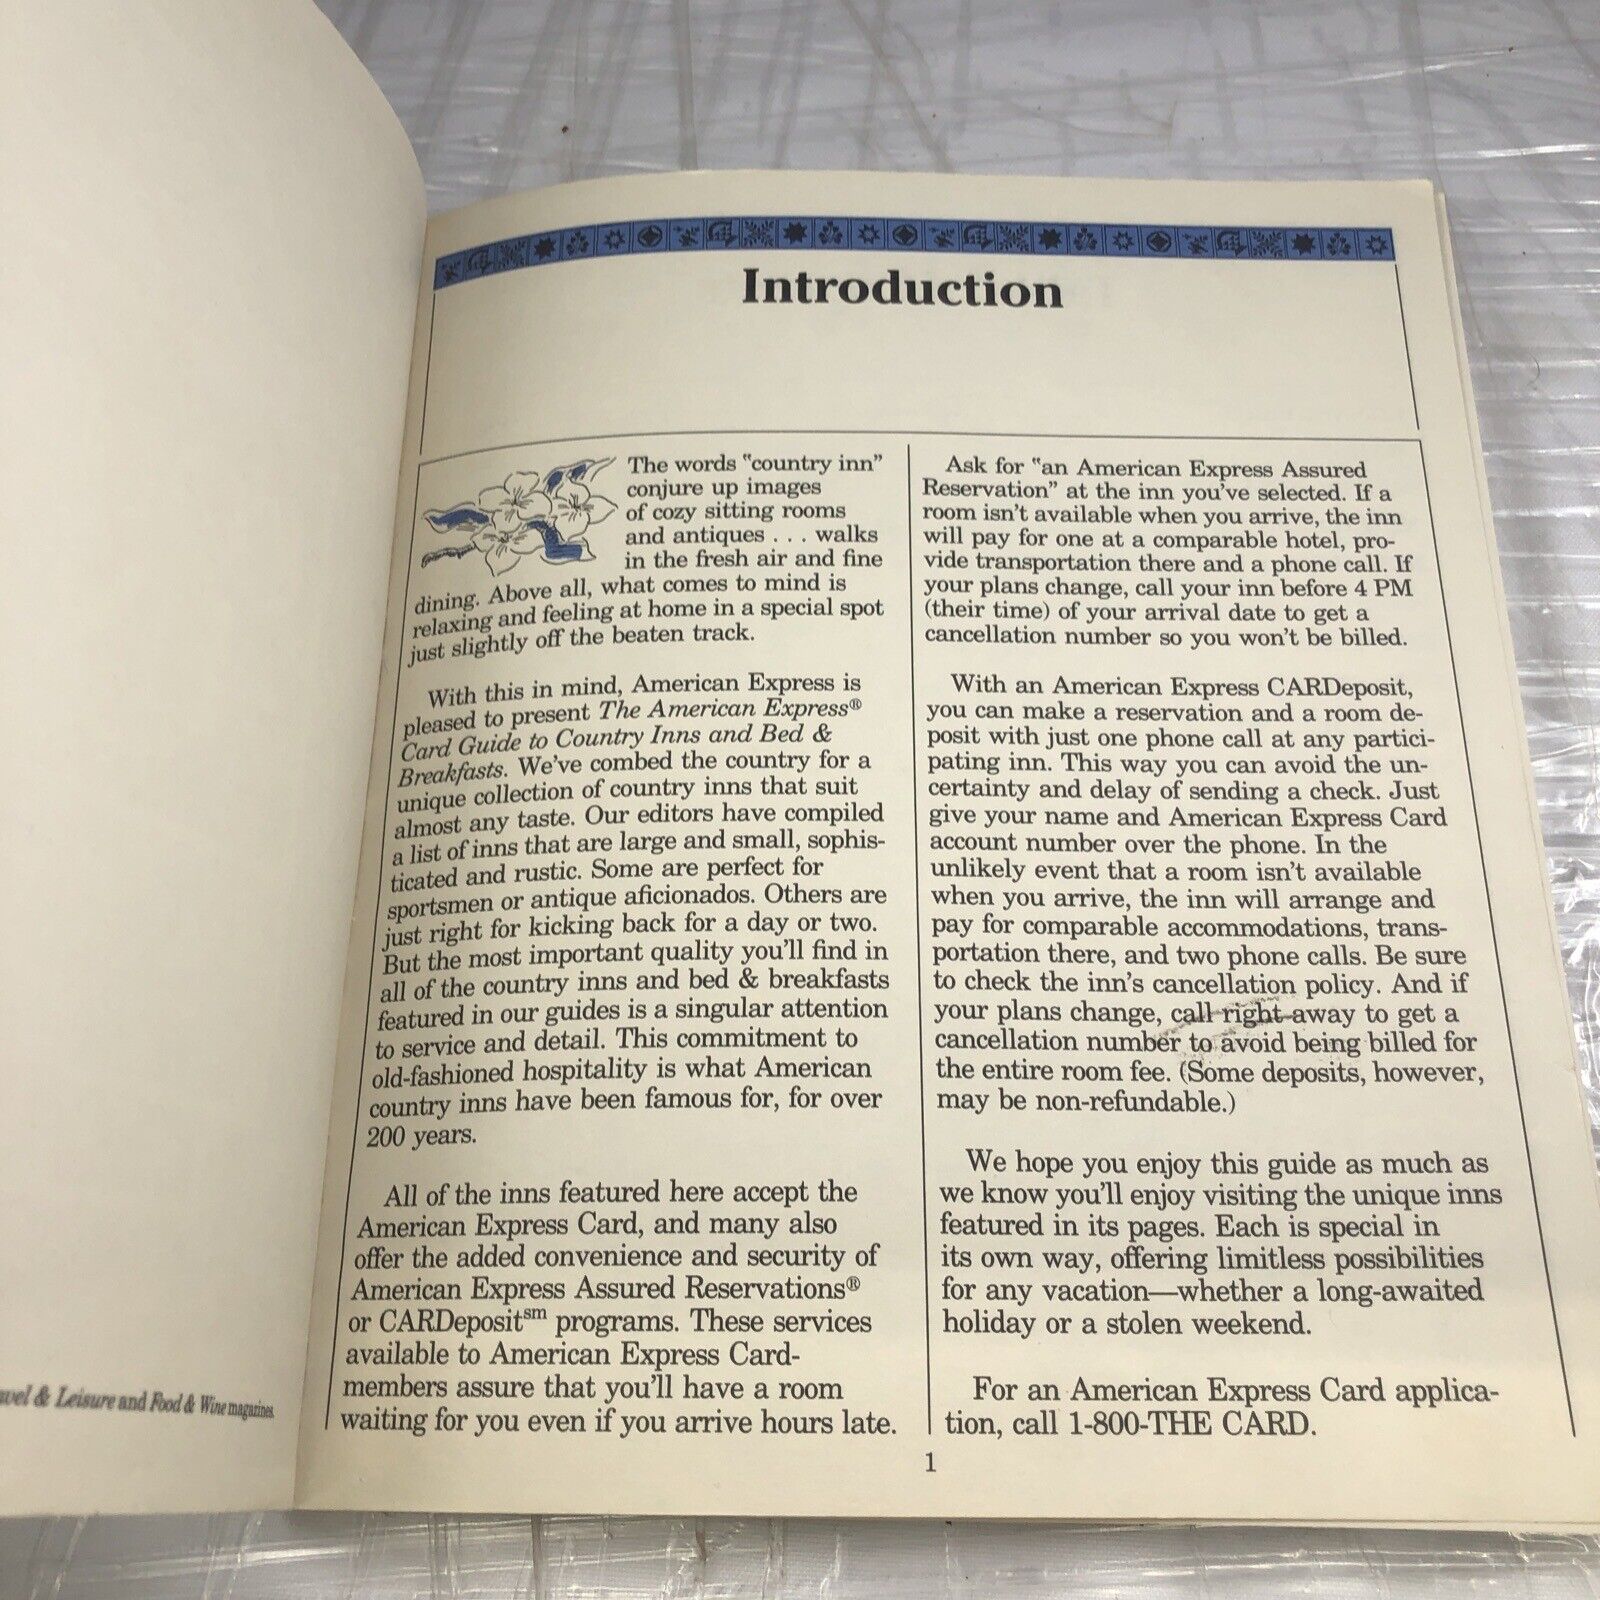 Introduction
The words "country inn"
conjure up images
of cozy sitting rooms
and antiques . . . walks
in the fresh air and fine
dining. Above all, what comes to mind is
relaxing and feeling at home in a special spot
just slightly off the beaten track.
With this in mind, American Express is
pleased to present The American Express®
Card Guide to Country Inns and Bed &
Breakfasts. We've combed the country for a
unique collection of country inns that suit
almost any taste. Our editors have compiled
a list of inns that are large and small, sophis-
ticated and rustic. Some are perfect for
sportsmen or antique aficionados. Others are
just right for kicking back for a day or two.
But the most important quality you'll find in
all of the country inns and bed & breakfasts
featured in our guides is a singular attention
to service and detail. This commitment to
old-fashioned hospitality is what American
country inns have been famous for, for over
200 years.
All of the inns featured here accept the
American Express Card, and many also
offer the added convenience and security of
American Express Assured Reservations®
or CARDeposit℠ programs. These services
available to American Express Card-
members assure that you'll have a room
waiting for you even if you arrive hours late.
Ask for "an American Express Assured
Reservation" at the inn you've selected. If a
room isn't available when you arrive, the inn
will pay for one at a comparable hotel, pro-
vide transportation there and a phone call. If
your plans change, call your inn before 4 PM
(their time) of your arrival date to get a
cancellation number so you won't be billed.
With an American Express CARDeposit,
you can make a reservation and a room de-
posit with just one phone call at any partici-
pating inn. This way you can avoid the un-
certainty and delay of sending a check. Just
give your name and American Express Card
account number over the phone. In the
unlikely event that a room isn't available
when you arrive, the inn will arrange and
pay for comparable accommodations, trans-
portation there, and two phone calls. Be sure
to check the inn's cancellation policy. And if
your plans change, call right away to get a
cancellation number to avoid being billed for
the entire room fee. (Some deposits, however,
may be non-refundable.)
We hope you enjoy this guide as much as
we know you'll enjoy visiting the unique inns
featured in its pages. Each is special in
its own way, offering limitless possibilities
for any vacation—whether a long-awaited
holiday or a stolen weekend.
For an American Express Card applica-
tion, call 1-800-THE CARD.
1
& Leisure and Food & Wine magazines.